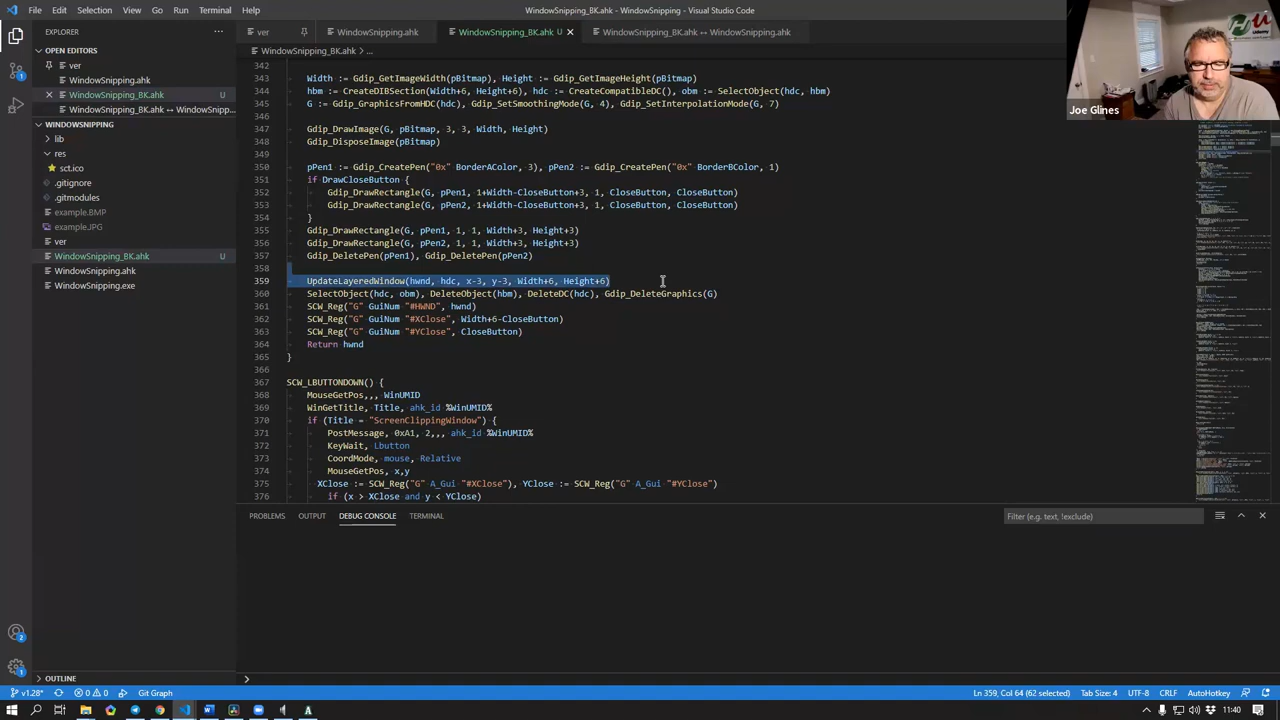 File Edit Selection View Go Run Terminal Help
WindowSnipping_BK.ahk - WindowSnipping - Visual Studio Code
EXPLORER
OPEN EDITORS
ver
WindowSnipping.ahk
WindowSnipping_BK.ahk U
WindowSnipping_BK.ahk ↔ WindowSnipp...
WINDOWSNIPPING
lib
res
sct.ico
.gitignore
.gitmodules
example.BMP
example.JPG
ver
WindowSnipping_BK.ahk U
WindowSnipping.ahk
WindowSnipping.exe
OUTLINE
ver
WindowSnipping.ahk
WindowSnipping_BK.ahk U
WindowSnipping_BK.ahk ↔ WindowSnipping.ahk
WindowSnipping_BK.ahk > ...
342
343 Width := Gdip_GetImageWidth(pBitmap), Height := Gdip_GetImageHeight(pBitmap)
344 hbm := CreateDIBSection(Width+6, Height+6), hdc := CreateCompatibleDC(), obm := SelectObject(hdc, hbm)
345 G := Gdip_GraphicsFromHDC(hdc), Gdip_SetSmoothingMode(G, 4), Gdip_SetInterpolationMode(G, 7)
346
347 Gdip_DrawImage(G, pBitmap, 3, 3, Width, Height)
348 Gdip_DisposeImage(pBitmap)
349
350 pPen1 := Gdip_CreatePen("0x" BorderAColor, 3), pPen2 := Gdip_CreatePen("0x" BorderBColor, 1)
351 if DrawCloseButton {
352 Gdip_DrawRectangle(G, pPen1, 1+Width-CloseButton+3, 1, CloseButton, CloseButton)
353 Gdip_DrawRectangle(G, pPen2, 1+Width-CloseButton+3, 1, CloseButton, CloseButton)
354 }
355 Gdip_DrawRectangle(G, pPen1, 1, 1, Width+3, Height+3)
356 Gdip_DrawRectangle(G, pPen2, 1, 1, Width+3, Height+3)
357 Gdip_DeletePen(pPen1), Gdip_DeletePen(pPen2)
358
359 UpdateLayeredWindow(hwnd, hdc, x-3, y-3, Width+6, Height+6)
360 SelectObject(hdc, obm), DeleteObject(hbm), DeleteDC(hdc), Gdip_DeleteGraphics(G)
361 SCW_Reg("G" GuiNum "#HWND", hwnd)
362 SCW_Reg("G" GuiNum "#XClose", Width+6-CloseButton)
363 SCW_Reg("G" GuiNum "#YClose", CloseButton)
364 Return hwnd
365 }
366
367 SCW_LBUTTONDOWN() {
368 MouseGetPos,,, WinUMID
369 WinGetTitle, Title, ahk_id %WinUMID%
370 if (Title = "ScreenClippingWindow") {
371 PostMessage, 0xA1, 2,,, ahk_id %WinUMID%
372 KeyWait, Lbutton
373 CoordMode, mouse, Relative
374 MouseGetPos, x,y
375 XClose := SCW_Reg("G" A_Gui "#XClose"), YClose := SCW_Reg("G" A_Gui "#YClose")
376 if (x > XClose and y < YClose)
PROBLEMS OUTPUT DEBUG CONSOLE TERMINAL
Filter (e.g. text, !exclude)
Joe Glines
Udemy
2
1
v1.28* 0 0 Git Graph
Ln 359, Col 64 (62 selected) Tab Size: 4 UTF-8 CRLF AutoHotkey
11:40